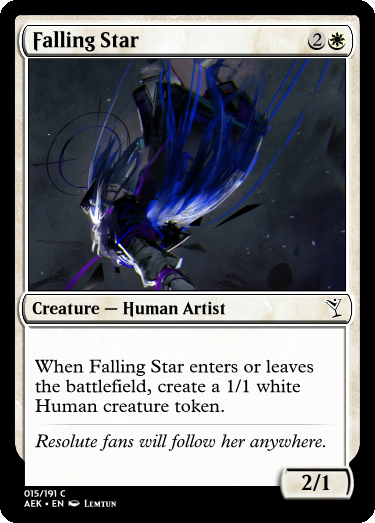 Falling Star 2
Creature — Human Artist
When Falling Star enters or leaves
the battlefield, create a 1/1 white
Human creature token.
Resolute fans will follow her anywhere.
2/1
015/191 C
AEK • EN Lemtun